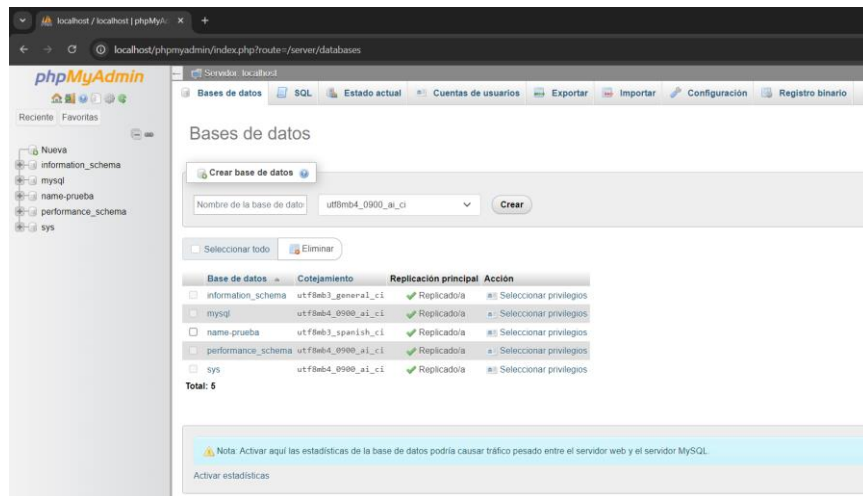 localhost / localhost | phpMyAd
localhost/phpmyadmin/index.php?route=/server/databases
phpMyAdmin
Reciente Favoritas
Nueva
information_schema
mysql
name-prueba
performance_schema
sys
Servidor: localhost
Bases de datos SQL Estado actual Cuentas de usuarios Exportar Importar Configuración Registro binario
Bases de datos
Crear base de datos
Nombre de la base de dato utf8mb4_0900_ai_ci Crear
Seleccionar todo Eliminar
Base de datos Cotejamiento Replicación principal Acción
information_schema utf8mb3_general_ci Replicado/a Seleccionar privilegios
mysql utf8mb4_0900_ai_ci Replicado/a Seleccionar privilegios
name-prueba utf8mb3_spanish_ci Replicado/a Seleccionar privilegios
performance_schema utf8mb4_0900_ai_ci Replicado/a Seleccionar privilegios
sys utf8mb4_0900_ai_ci Replicado/a Seleccionar privilegios
Total: 5
Nota: Activar aquí las estadísticas de la base de datos podría causar tráfico pesado entre el servidor web y el servidor MySQL.
Activar estadísticas